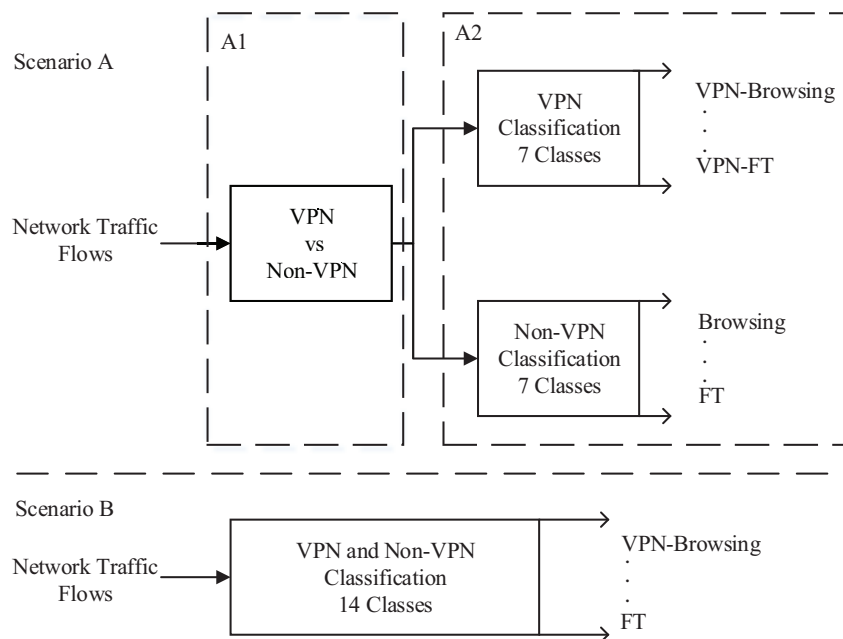 Scenario A
A1
A2
Network Traffic
Flows
VPN
vs
Non-VPN
VPN
Classification
7 Classes
VPN-Browsing
.
.
.
VPN-FT
Non-VPN
Classification
7 Classes
Browsing
.
.
.
FT
Scenario B
Network Traffic
Flows
VPN and Non-VPN
Classification
14 Classes
VPN-Browsing
.
.
.
FT